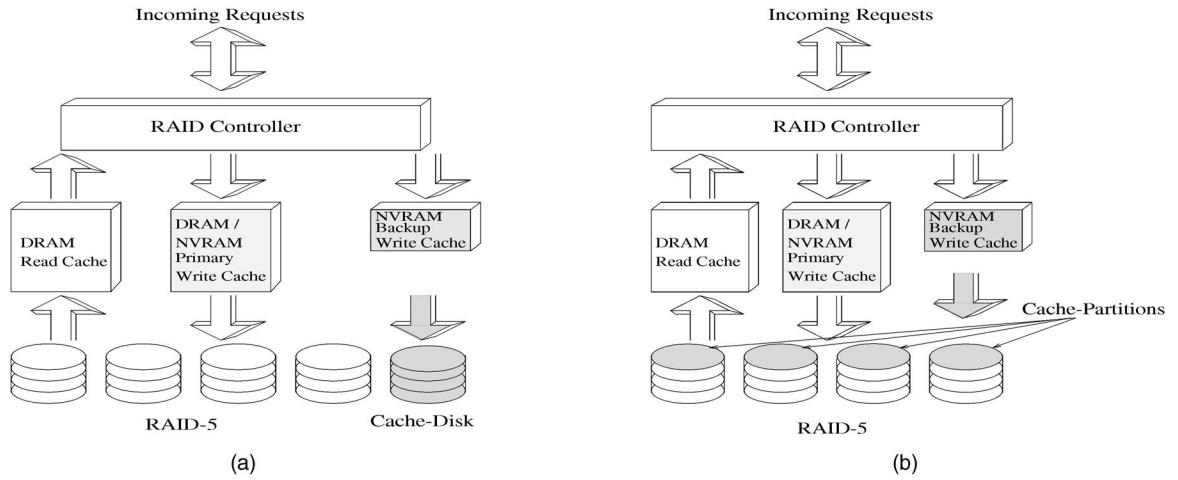 Incoming Requests
RAID Controller
DRAM
Read Cache
DRAM /
NVRAM
Primary
Write Cache
NVRAM
Backup
Write Cache
RAID-5
Cache-Disk
(a)
Incoming Requests
RAID Controller
DRAM
Read Cache
DRAM /
NVRAM
Primary
Write Cache
NVRAM
Backup
Write Cache
Cache-Partitions
RAID-5
(b)